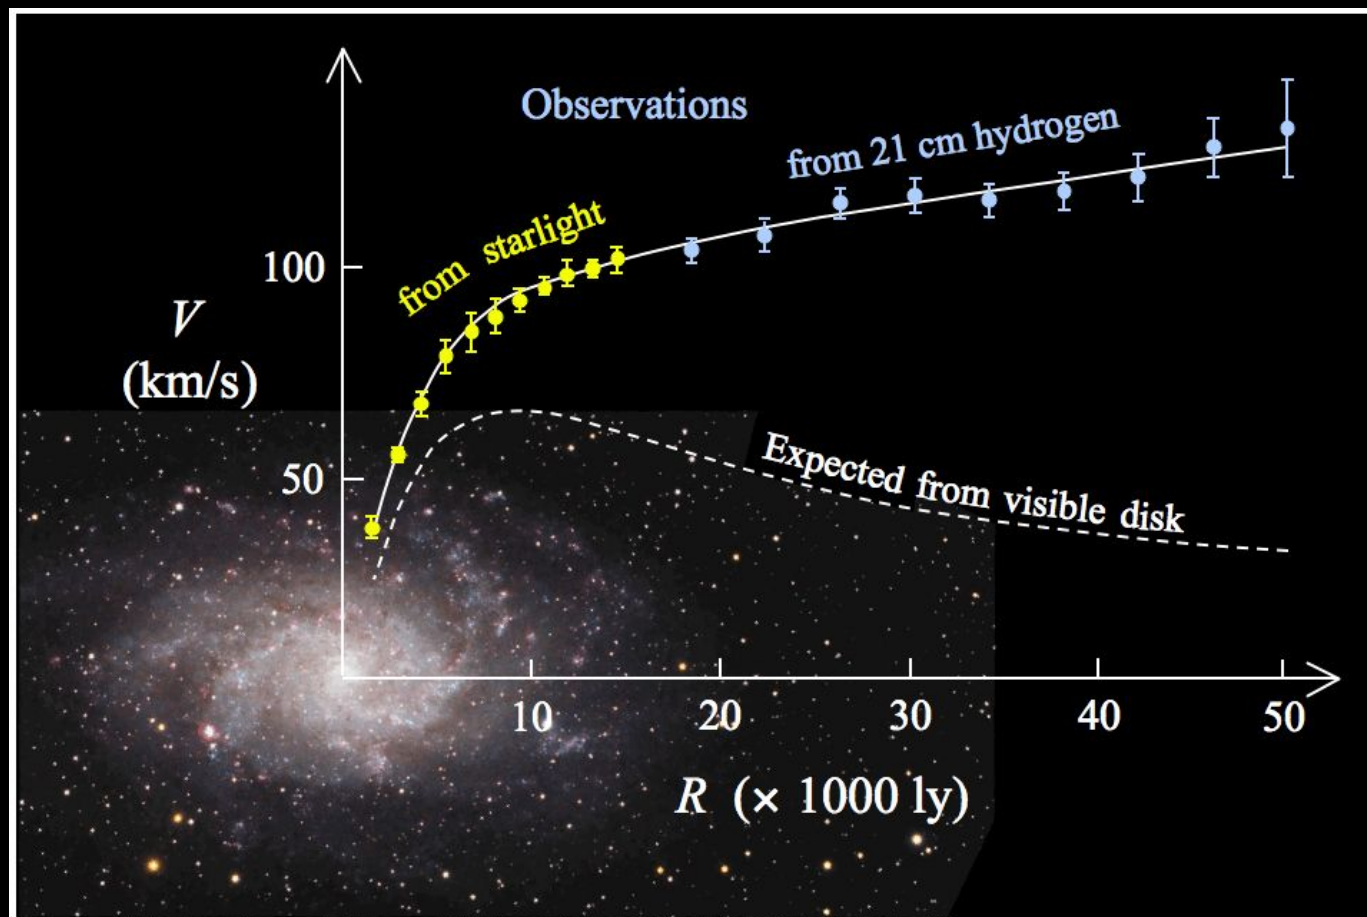 Observations
from 21 cm hydrogen
from starlight
100
V
(km/s)
50
Expected from visible disk
10
20
30
40
50
R (× 1000 ly)